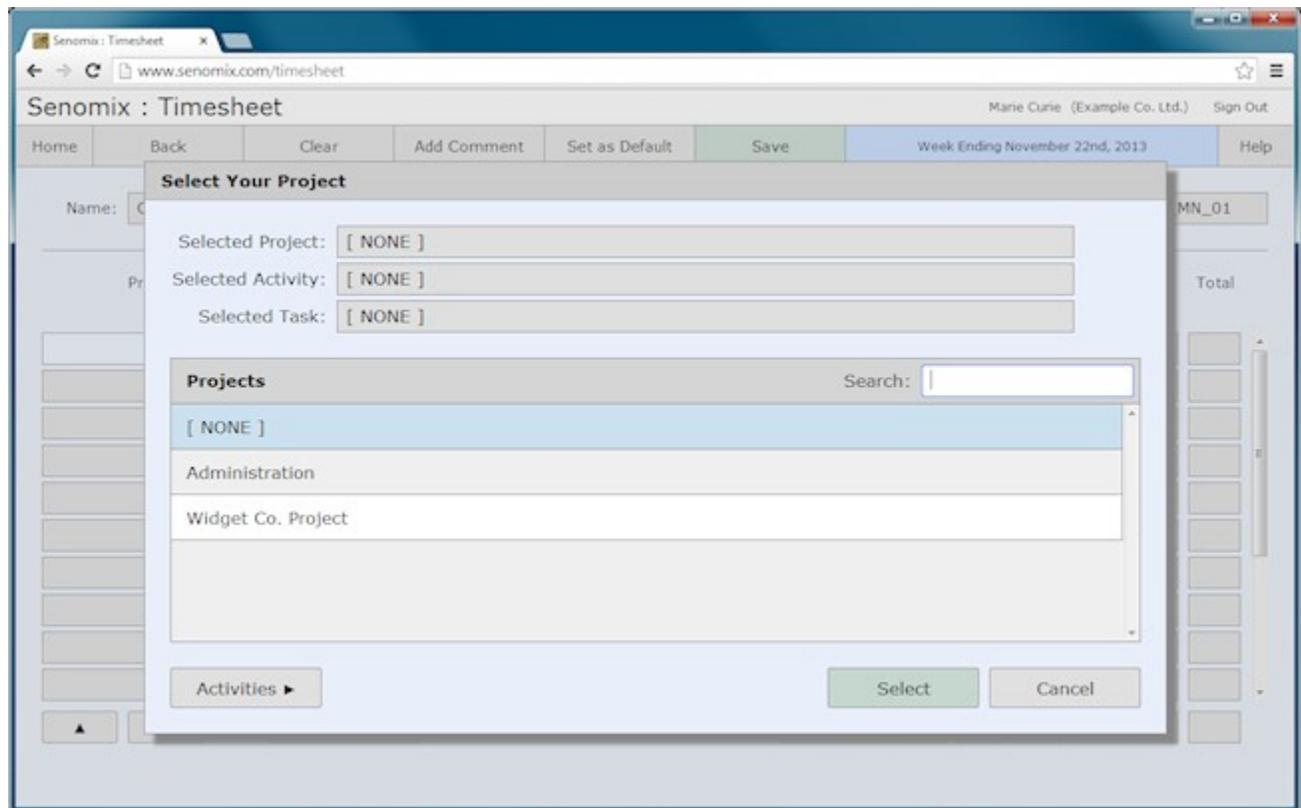 Senomix : Timesheet
www.senomix.com/timesheet
Senomix : Timesheet Marie Curie (Example Co. Ltd.) Sign Out
Home Back Clear Add Comment Set as Default Save Week Ending November 22nd, 2013 Help
Select Your Project
Name: MN_01
Selected Project: [ NONE ]
Selected Activity: [ NONE ]
Total
Selected Task: [ NONE ]
Projects Search:
[ NONE ]
Administration
Widget Co. Project
Activities ► Select Cancel